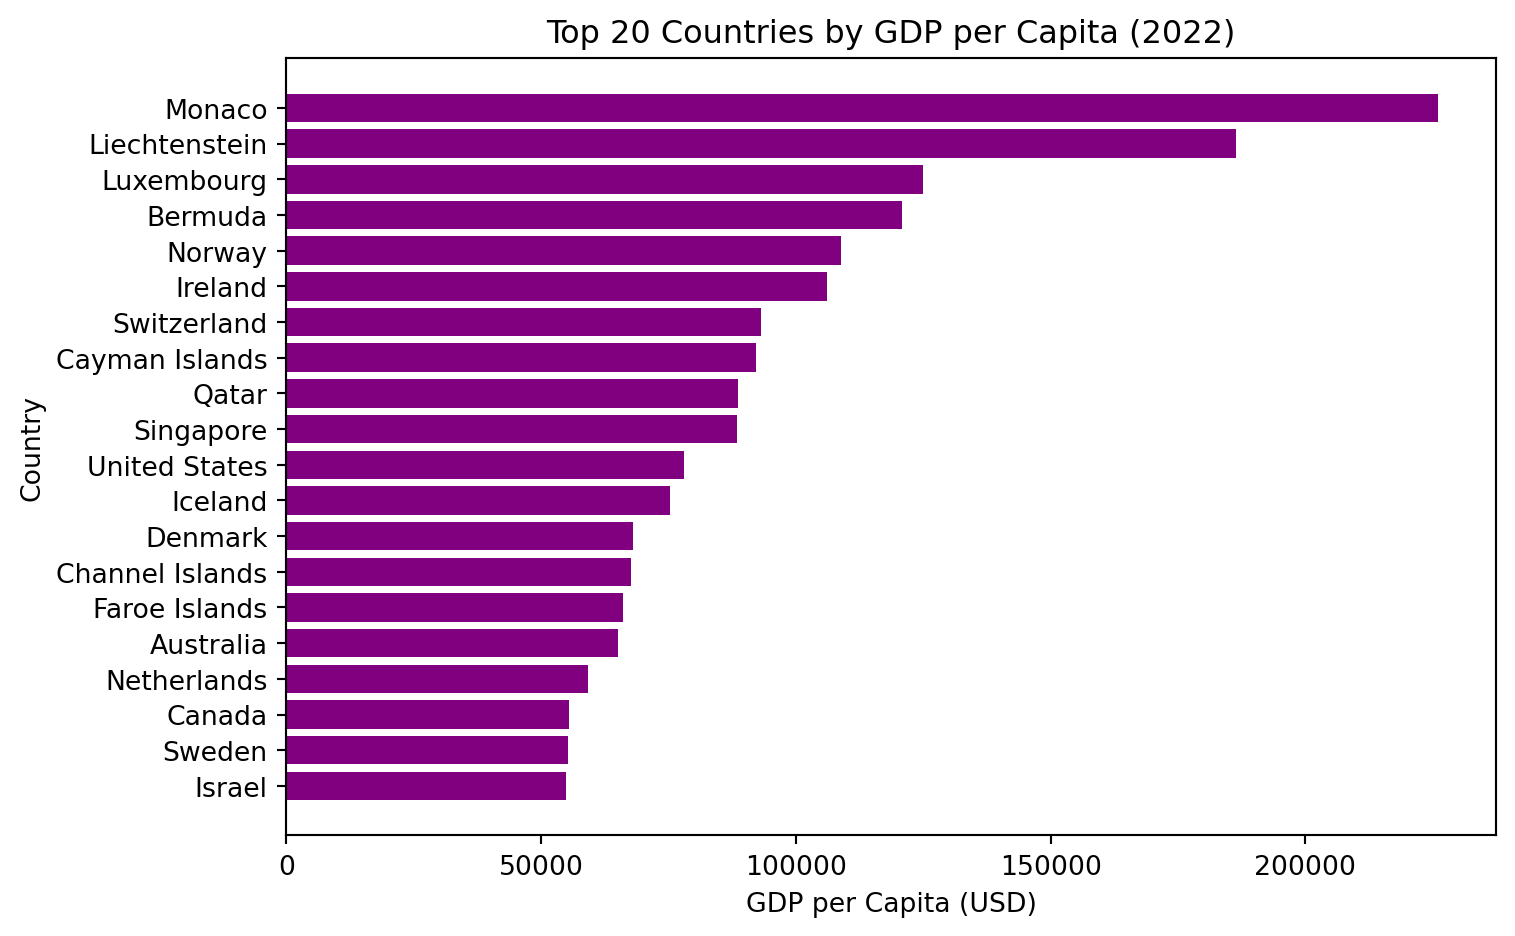 Top 20 Countries by GDP per Capita (2022)
Country
Monaco
Liechtenstein
Luxembourg
Bermuda
Norway
Ireland
Switzerland
Cayman Islands
Qatar
Singapore
United States
Iceland
Denmark
Channel Islands
Faroe Islands
Australia
Netherlands
Canada
Sweden
Israel
0 50000 100000 150000 200000
GDP per Capita (USD)